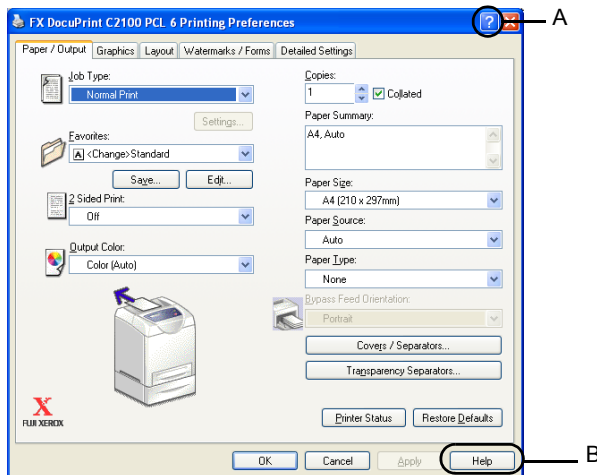 FX DocuPrint C2100 PCL 6 Printing Preferences
?
A
Paper / Output Graphics Layout Watermarks / Forms Detailed Settings
Job Type:
Normal Print
Settings...
Favorites:
A <Change>Standard
Save... Edit...
2 Sided Print:
Off
Output Color:
Color (Auto)
Copies:
1 Collated
Paper Summary:
A4, Auto
Paper Size:
A4 (210 x 297mm)
Paper Source:
Auto
Paper Type:
None
Bypass Feed Orientation:
Portrait
Covers / Separators...
Transparency Separators...
X
FUJI XEROX
Printer Status Restore Defaults
OK Cancel Apply Help
B